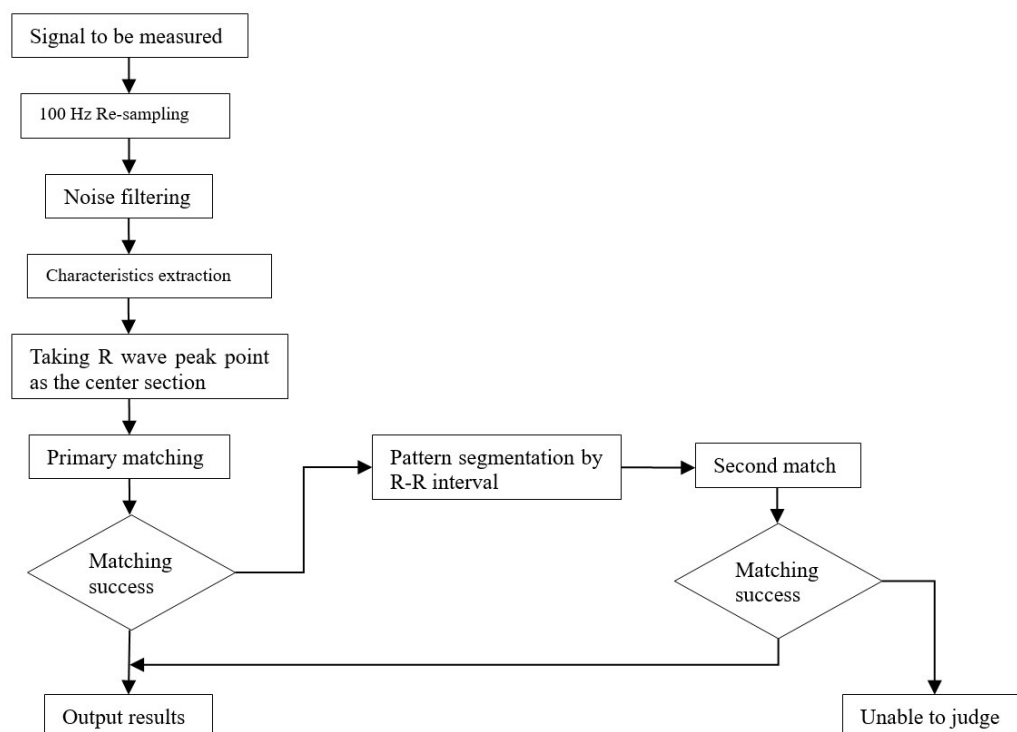 Signal to be measured
100 Hz Re-sampling
Noise filtering
Characteristics extraction
Taking R wave peak point
as the center section
Primary matching
Pattern segmentation by
R-R interval
Second match
Matching
success
Matching
success
Output results
Unable to judge